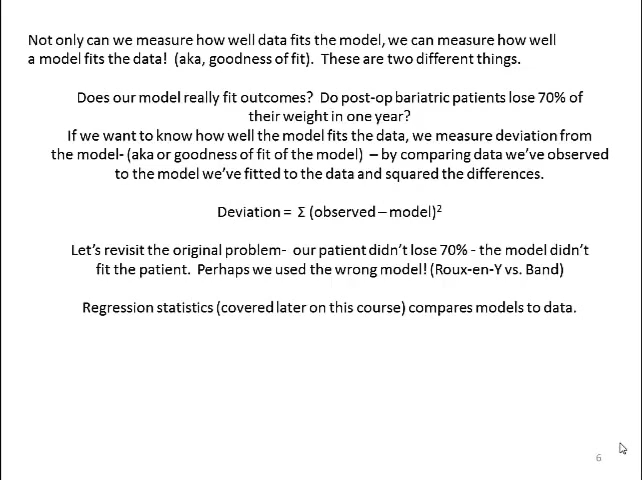 Not only can we measure how well data fits the model, we can measure how well
a model fits the data!  (aka, goodness of fit).  These are two different things.
Does our model really fit outcomes?  Do post-op bariatric patients lose 70% of
their weight in one year?
If we want to know how well the model fits the data, we measure deviation from
the model- (aka or goodness of fit of the model)  – by comparing data we've observed
to the model we've fitted to the data and squared the differences.
Deviation =  Σ (observed – model)²
Let's revisit the original problem-  our patient didn't lose 70% - the model didn't
fit the patient.  Perhaps we used the wrong model! (Roux-en-Y vs. Band)
Regression statistics (covered later on this course) compares models to data.
6